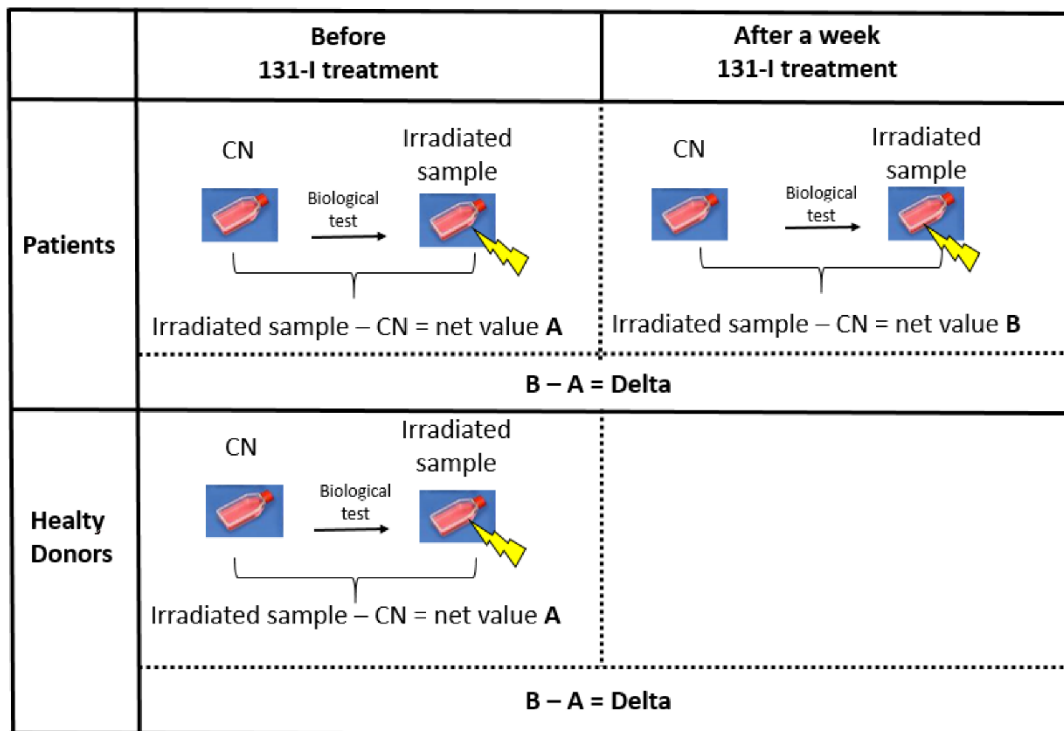 Before
131-I treatment
After a week
131-I treatment
Patients
CN
Biological
test
Irradiated
sample
Irradiated sample – CN = net value A
CN
Biological
test
Irradiated
sample
Irradiated sample – CN = net value B
B – A = Delta
Healty
Donors
CN
Biological
test
Irradiated
sample
Irradiated sample – CN = net value A
B – A = Delta